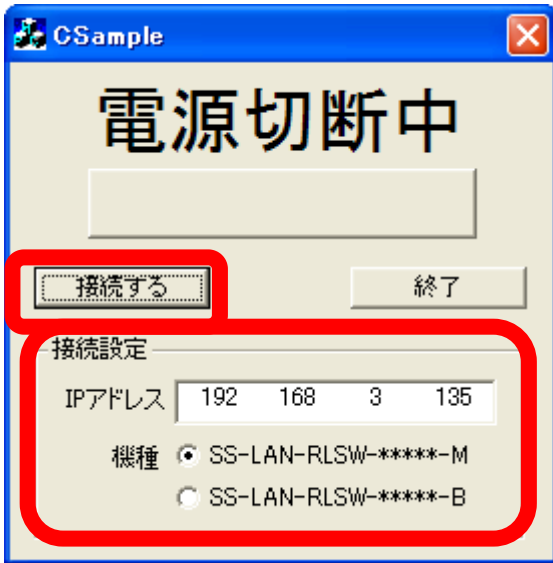 CSample
電源切断中
接続する 終了
接続設定
IPアドレス 192 168 3 135
機種 SS-LAN-RLSW-*****-M
SS-LAN-RLSW-*****-B